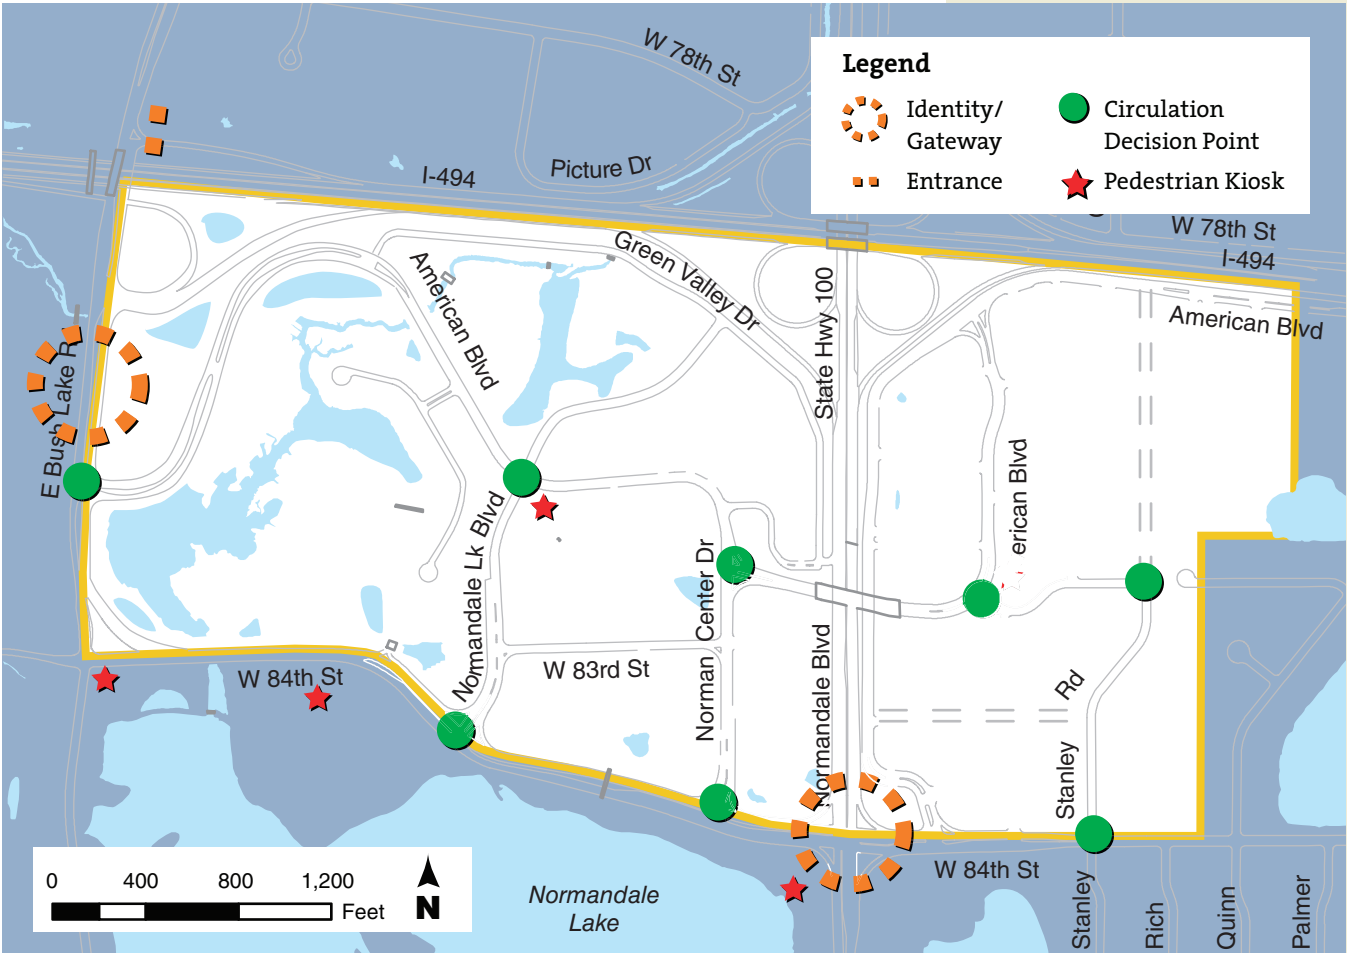 W 78th St
Legend
Identity/
Gateway
Circulation
Decision Point
Entrance
Pedestrian Kiosk
Picture Dr
I-494
W 78th St
I-494
American Blvd
Green Valley Dr
American Blvd
State Hwy 100
E Bush Lake R
erican Blvd
Normandale Lk Blvd
Norman Center Dr
W 83rd St
Normandale Blvd
Stanley Rd
W 84th St
W 84th St
Normandale
Lake
Stanley
Rich
Quinn
Palmer
0 400 800 1,200
Feet
N